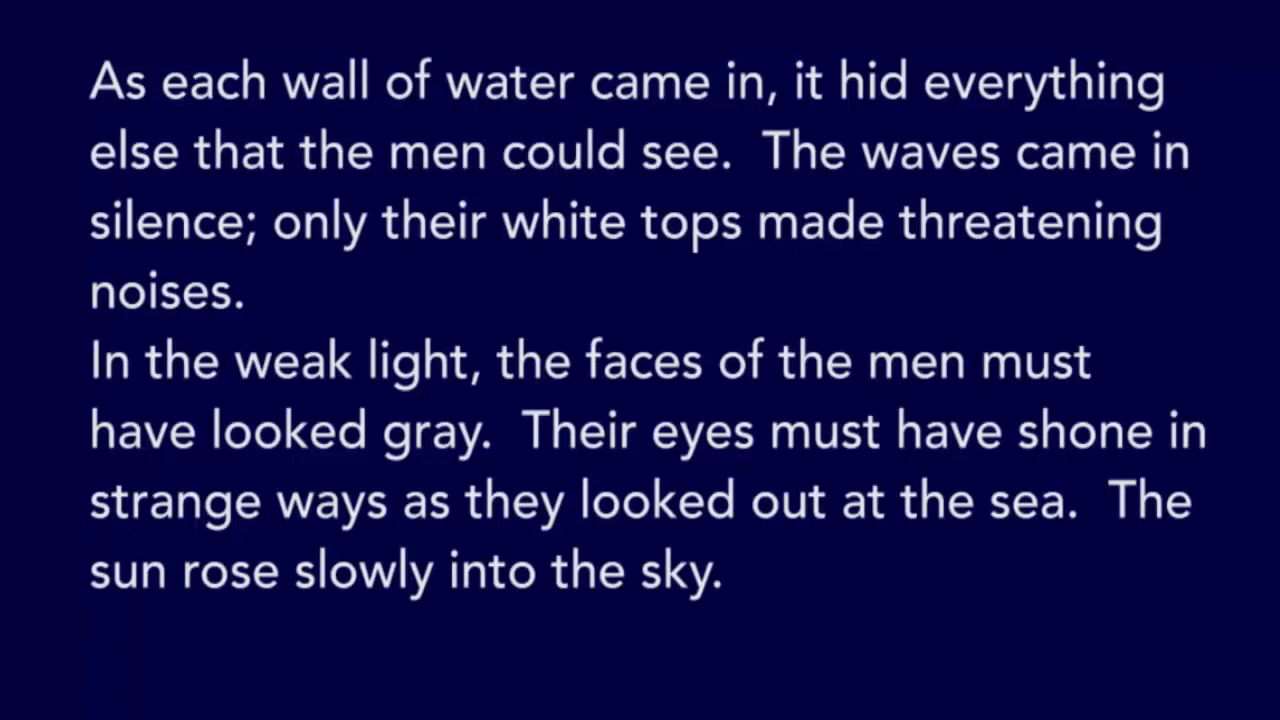 As each wall of water came in, it hid everything
else that the men could see.  The waves came in
silence; only their white tops made threatening
noises.
In the weak light, the faces of the men must
have looked gray.  Their eyes must have shone in
strange ways as they looked out at the sea.  The
sun rose slowly into the sky.